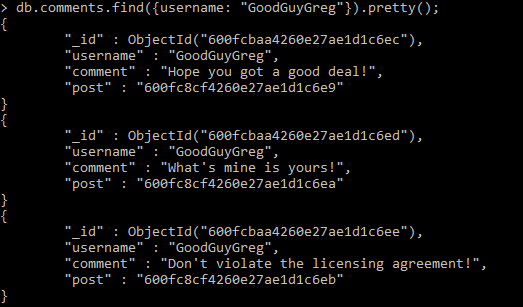 > db.comments.find({username: "GoodGuyGreg"}).pretty();
{
        "_id" : ObjectId("600fcbaa4260e27ae1d1c6ec"),
        "username" : "GoodGuyGreg",
        "comment" : "Hope you got a good deal!",
        "post" : "600fc8cf4260e27ae1d1c6e9"
}
{
        "_id" : ObjectId("600fcbaa4260e27ae1d1c6ed"),
        "username" : "GoodGuyGreg",
        "comment" : "What's mine is yours!",
        "post" : "600fc8cf4260e27ae1d1c6ea"
}
{
        "_id" : ObjectId("600fcbaa4260e27ae1d1c6ee"),
        "username" : "GoodGuyGreg",
        "comment" : "Don't violate the licensing agreement!",
        "post" : "600fc8cf4260e27ae1d1c6eb"
}